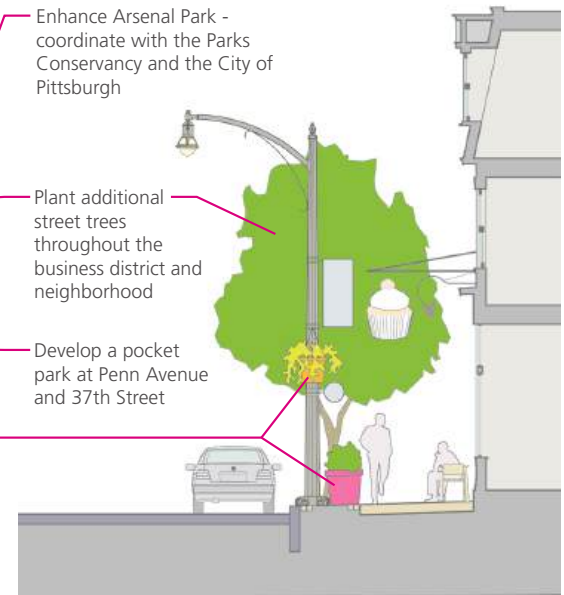 Enhance Arsenal Park -
coordinate with the Parks
Conservancy and the City of
Pittsburgh
Plant additional
street trees
throughout the
business district and
neighborhood
Develop a pocket
park at Penn Avenue
and 37th Street